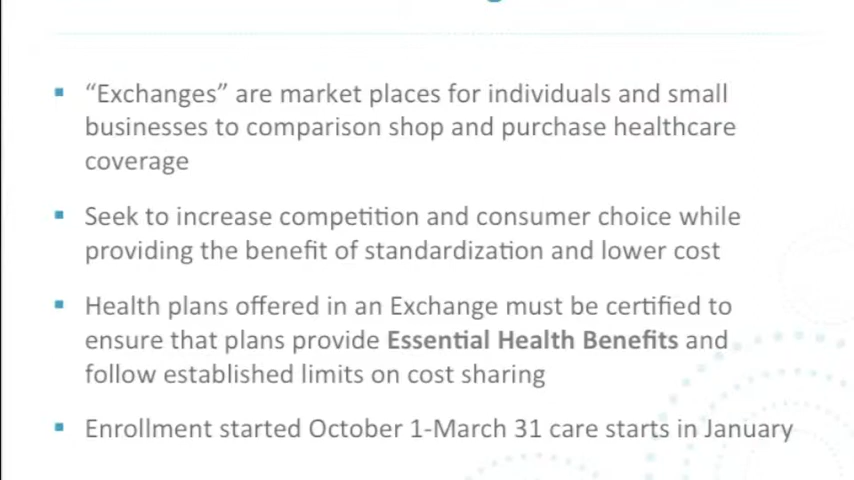 “Exchanges” are market places for individuals and small
businesses to comparison shop and purchase healthcare
coverage
Seek to increase competition and consumer choice while
providing the benefit of standardization and lower cost
Health plans offered in an Exchange must be certified to
ensure that plans provide Essential Health Benefits and
follow established limits on cost sharing
Enrollment started October 1-March 31 care starts in January